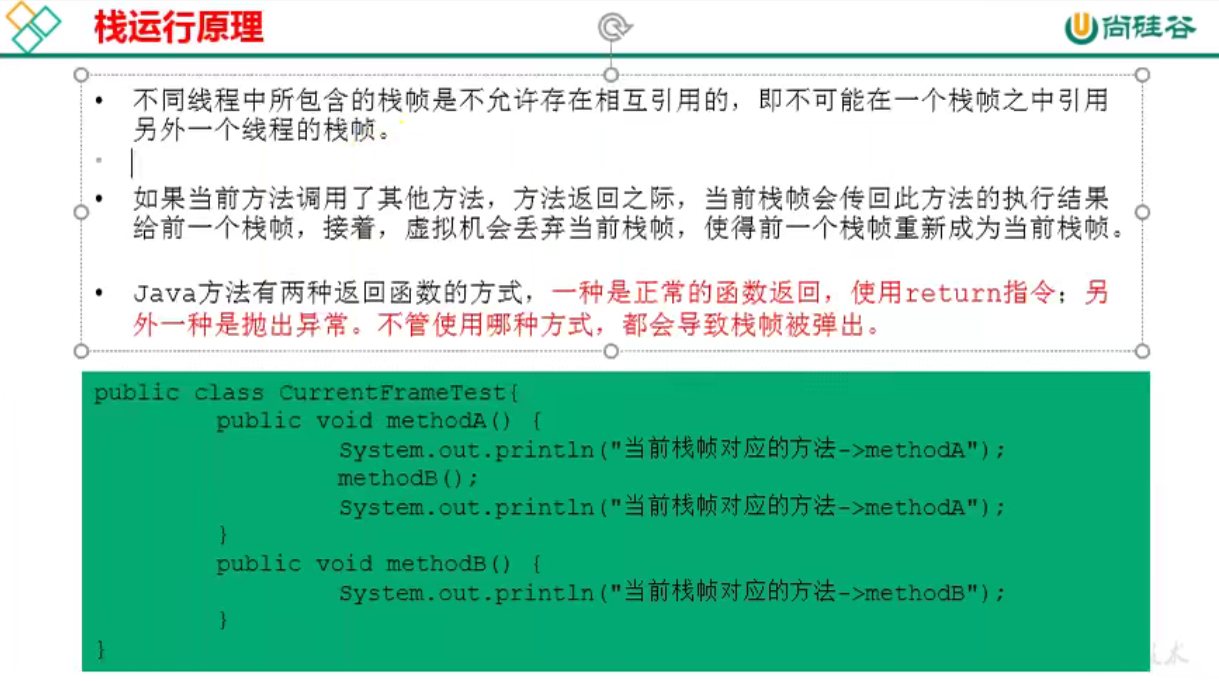 栈运行原理
尚硅谷
• 不同线程中所包含的栈帧是不允许存在相互引用的，即不可能在一个栈帧之中引用
另外一个线程的栈帧。
• 如果当前方法调用了其他方法，方法返回之际，当前栈帧会传回此方法的执行结果
给前一个栈帧，接着，虚拟机会丢弃当前栈帧，使得前一个栈帧重新成为当前栈帧。
• Java方法有两种返回函数的方式，一种是正常的函数返回，使用return指令；另
外一种是抛出异常。不管使用哪种方式，都会导致栈帧被弹出。
public class CurrentFrameTest{
public void methodA() {
System.out.println("当前栈帧对应的方法->methodA");
methodB();
System.out.println("当前栈帧对应的方法->methodA");
}
public void methodB() {
System.out.println("当前栈帧对应的方法->methodB");
}
}